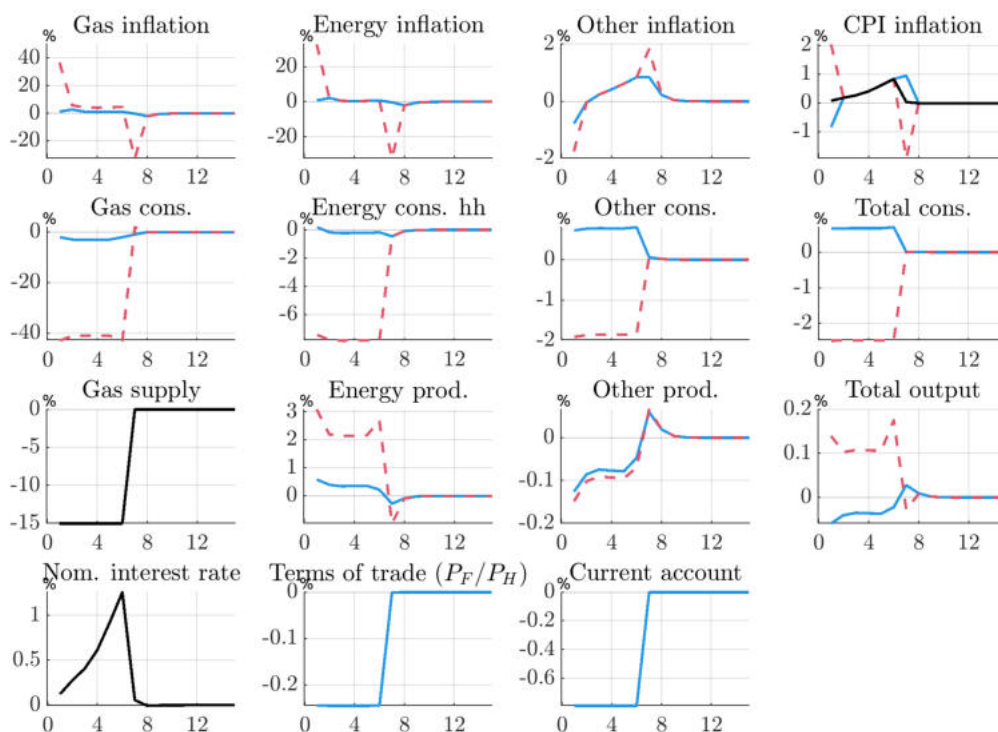 Gas inflation
%
40
20
0
-20
0 4 8 12
Energy inflation
%
20
0
-20
0 4 8 12
Other inflation
%
2
0
2
0 4 8 12
CPI inflation
%
2
1
0
-1
0 4 8 12
Gas cons.
%
0
-20
-40
0 4 8 12
Energy cons. hh
%
0
-2
-4
-6
0 4 8 12
Other cons.
%
0
-1
-2
0 4 8 12
Total cons.
%
0
-1
-2
0 4 8 12
Gas supply
%
0
-5
-10
-15
0 4 8 12
Energy prod.
%
3
2
1
0
0 4 8 12
Other prod.
%
0
-0.1
-0.2
0 4 8 12
Total output
%
0.2
0.1
0
0 4 8 12
Nom. interest rate
%
1
0.5
0
0 4 8 12
Terms of trade (P_F/P_H)
%
0
-0.1
-0.2
0 4 8 12
Current account
%
0
-0.2
-0.4
-0.6
0 4 8 12